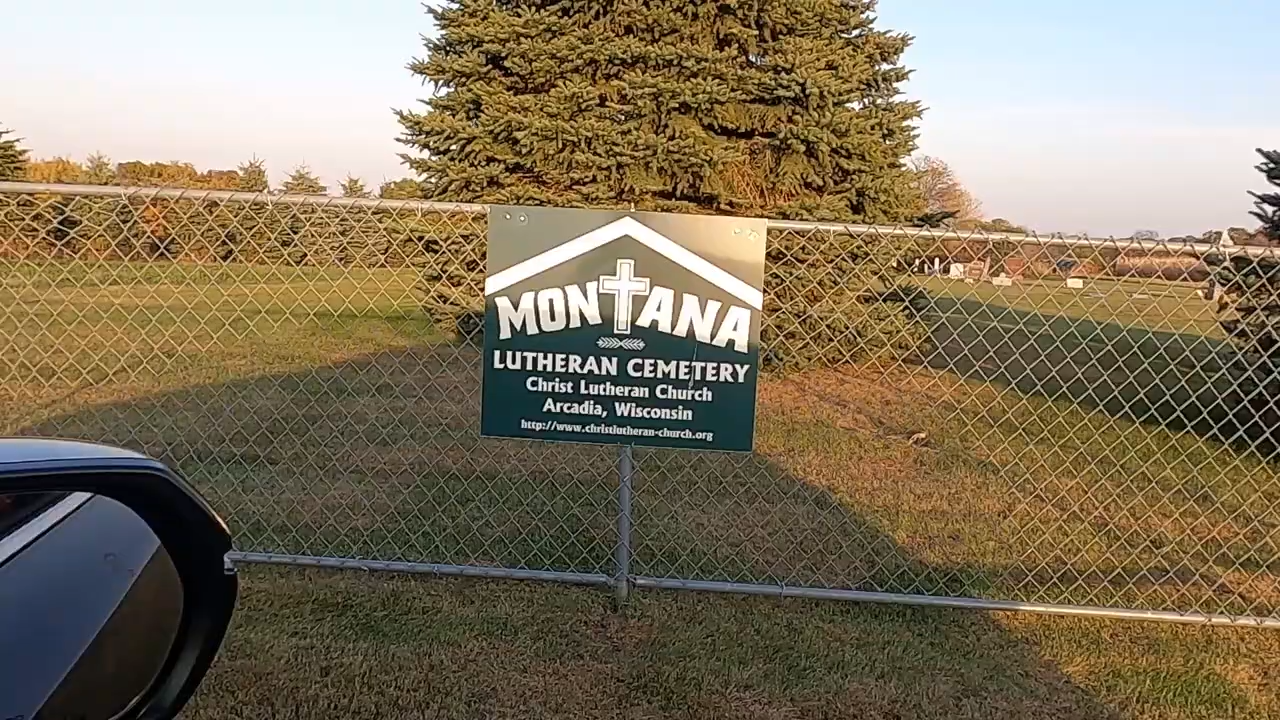 MONTANA
LUTHERAN CEMETERY
Christ Lutheran Church
Arcadia, Wisconsin
http://www.christlutheran-church.org